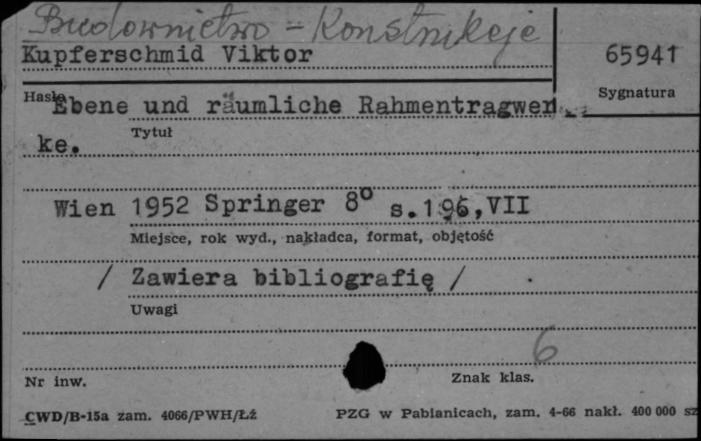 Budownictwo - Konstrukcje
Kupferschmid Viktor
65941
Hasło
Sygnatura
Ebene und räumliche Rahmentragwer
Tytuł
ke.
Wien 1952 Springer 8° s.196,VII
Miejsce, rok wyd., nakładca, format, objętość
/ Zawiera bibliografię /
Uwagi
6
Nr inw.
Znak klas.
CWD/B-15a zam. 4066/PWH/Łź
PZG w Pabianicach, zam. 4-66 nakł. 400 000 sz